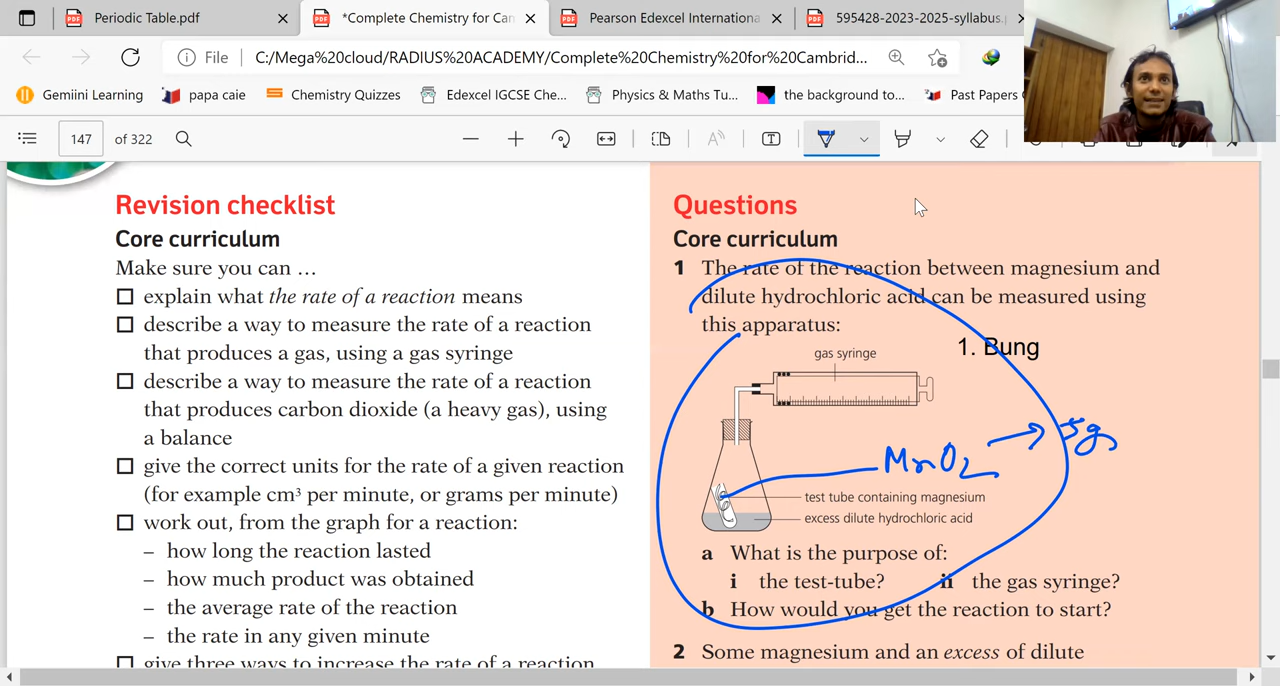 Periodic Table.pdf
*Complete Chemistry for Can
Pearson Edexcel Internationa
595428-2023-2025-syllabus.
File
C:/Mega%20cloud/RADIUS%20ACADEMY/Complete%20Chemistry%20for%20Cambrid...
Gemiini Learning
papa caie
Chemistry Quizzes
Edexcel IGCSE Che...
Physics & Maths Tu...
the background to...
Past Papers
147
of 322
Revision checklist
Core curriculum
Make sure you can ...
explain what the rate of a reaction means
describe a way to measure the rate of a reaction
that produces a gas, using a gas syringe
describe a way to measure the rate of a reaction
that produces carbon dioxide (a heavy gas), using
a balance
give the correct units for the rate of a given reaction
(for example cm³ per minute, or grams per minute)
work out, from the graph for a reaction:
– how long the reaction lasted
– how much product was obtained
– the average rate of the reaction
– the rate in any given minute
give three ways to increase the rate of a reaction
Questions
Core curriculum
1 The rate of the reaction between magnesium and
dilute hydrochloric acid can be measured using
this apparatus:
1. Bung
gas syringe
MnO2 → 5g
test tube containing magnesium
excess dilute hydrochloric acid
a What is the purpose of:
i the test-tube? ii the gas syringe?
b How would you get the reaction to start?
2 Some magnesium and an excess of dilute